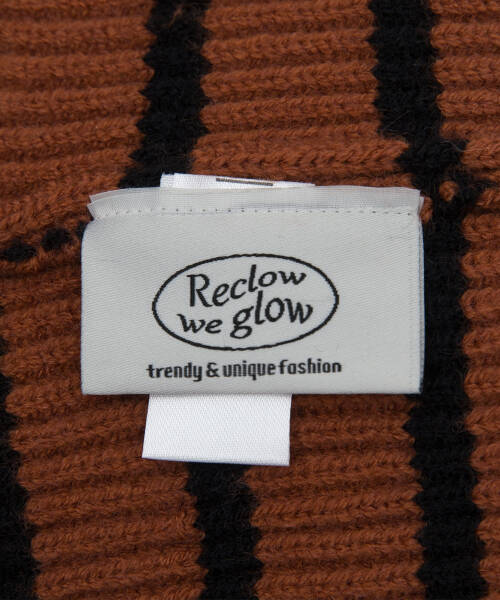 Reclow
we glow
trendy & unique fashion